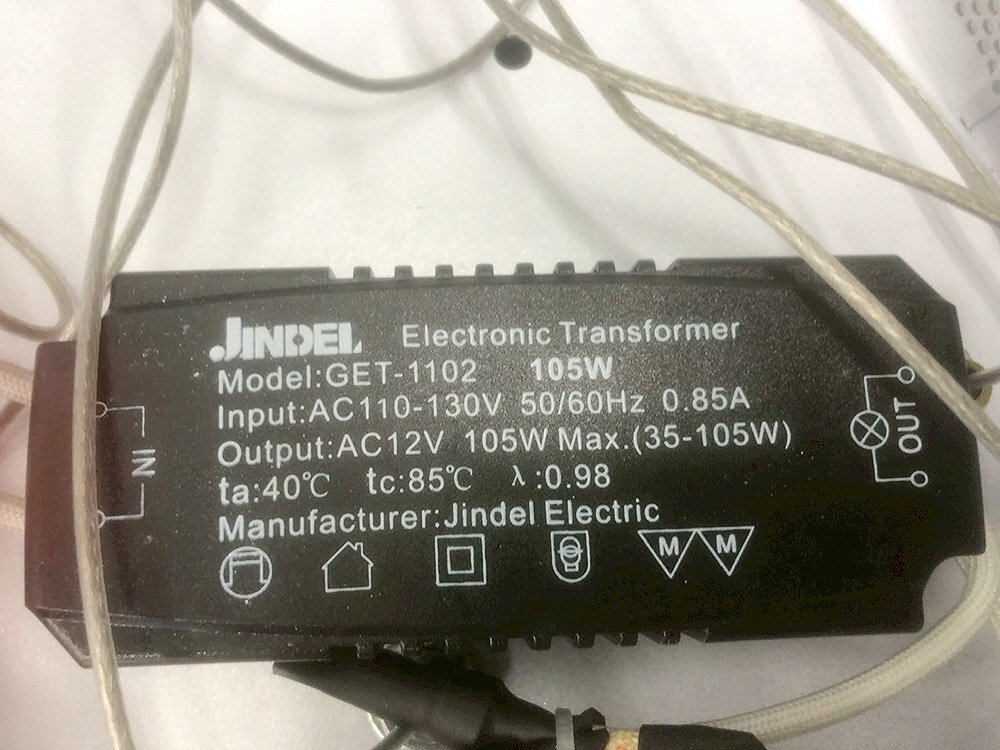 JINDEL Electronic Transformer
Model:GET-1102 105W
Input:AC110-130V 50/60Hz 0.85A
Output:AC12V 105W Max.(35-105W)
ta:40℃ tc:85℃ λ:0.98
Manufacturer:Jindel Electric
IN
OUT
M M